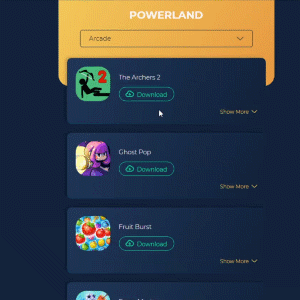 POWERLAND
Arcade
2
The Archers 2
Download
Show More
Ghost Pop
Download
Show More
Fruit Burst
Download
Show More